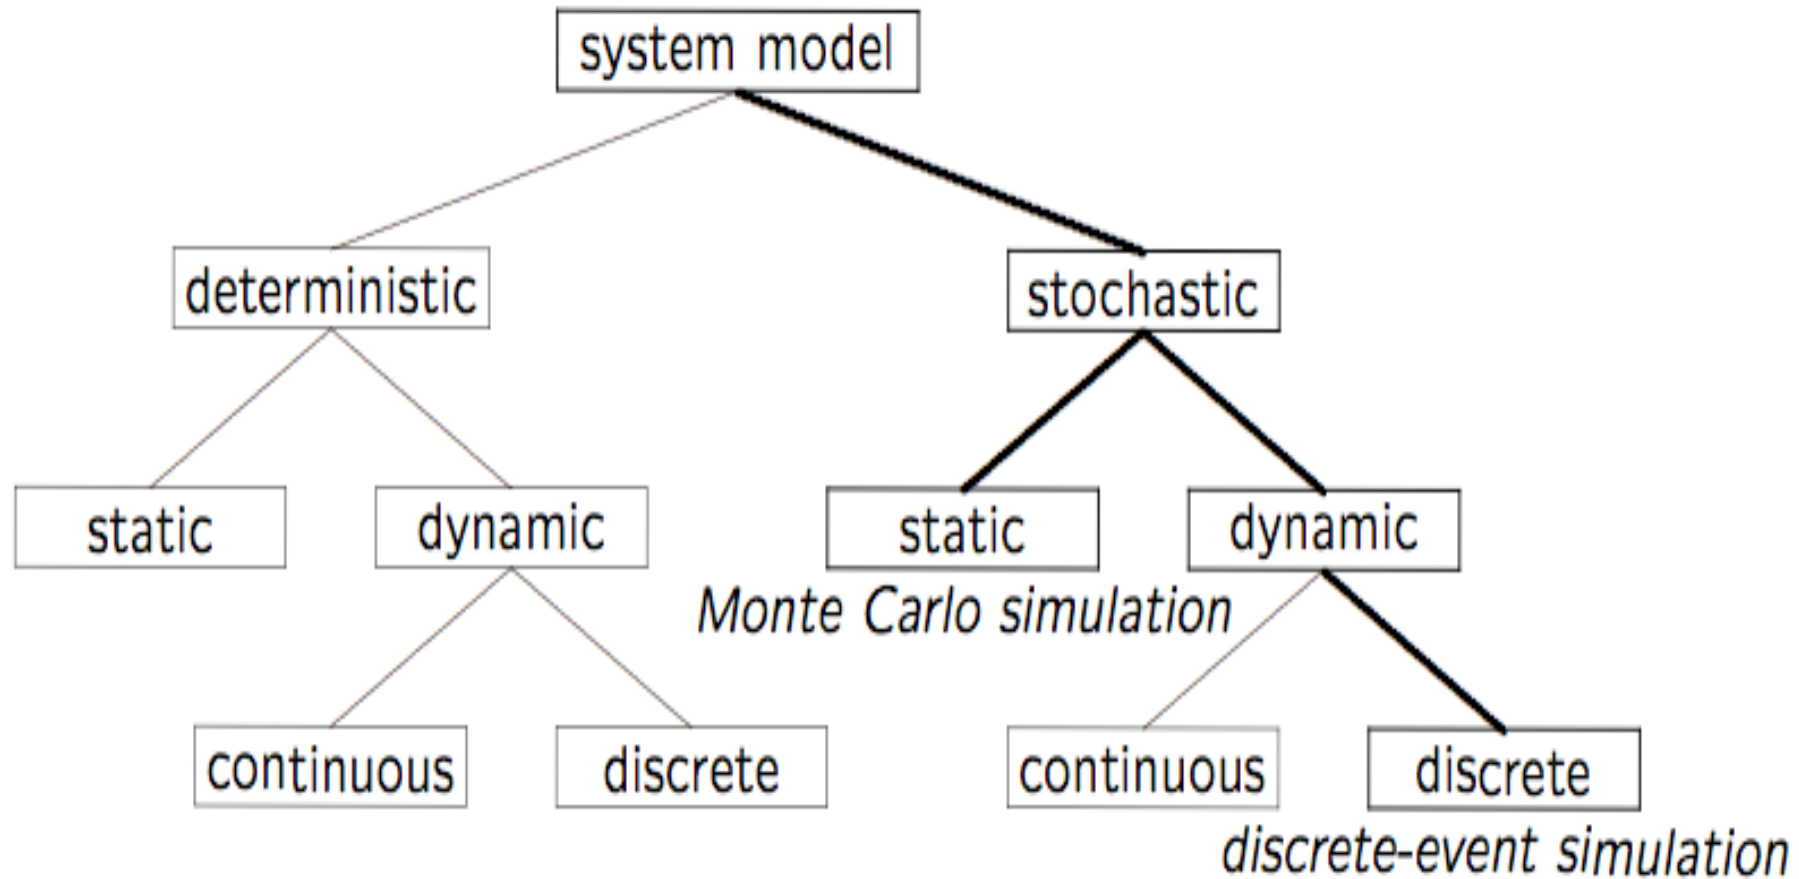 system model
deterministic
stochastic
static
dynamic
static
dynamic
Monte Carlo simulation
continuous
discrete
continuous
discrete
discrete-event simulation